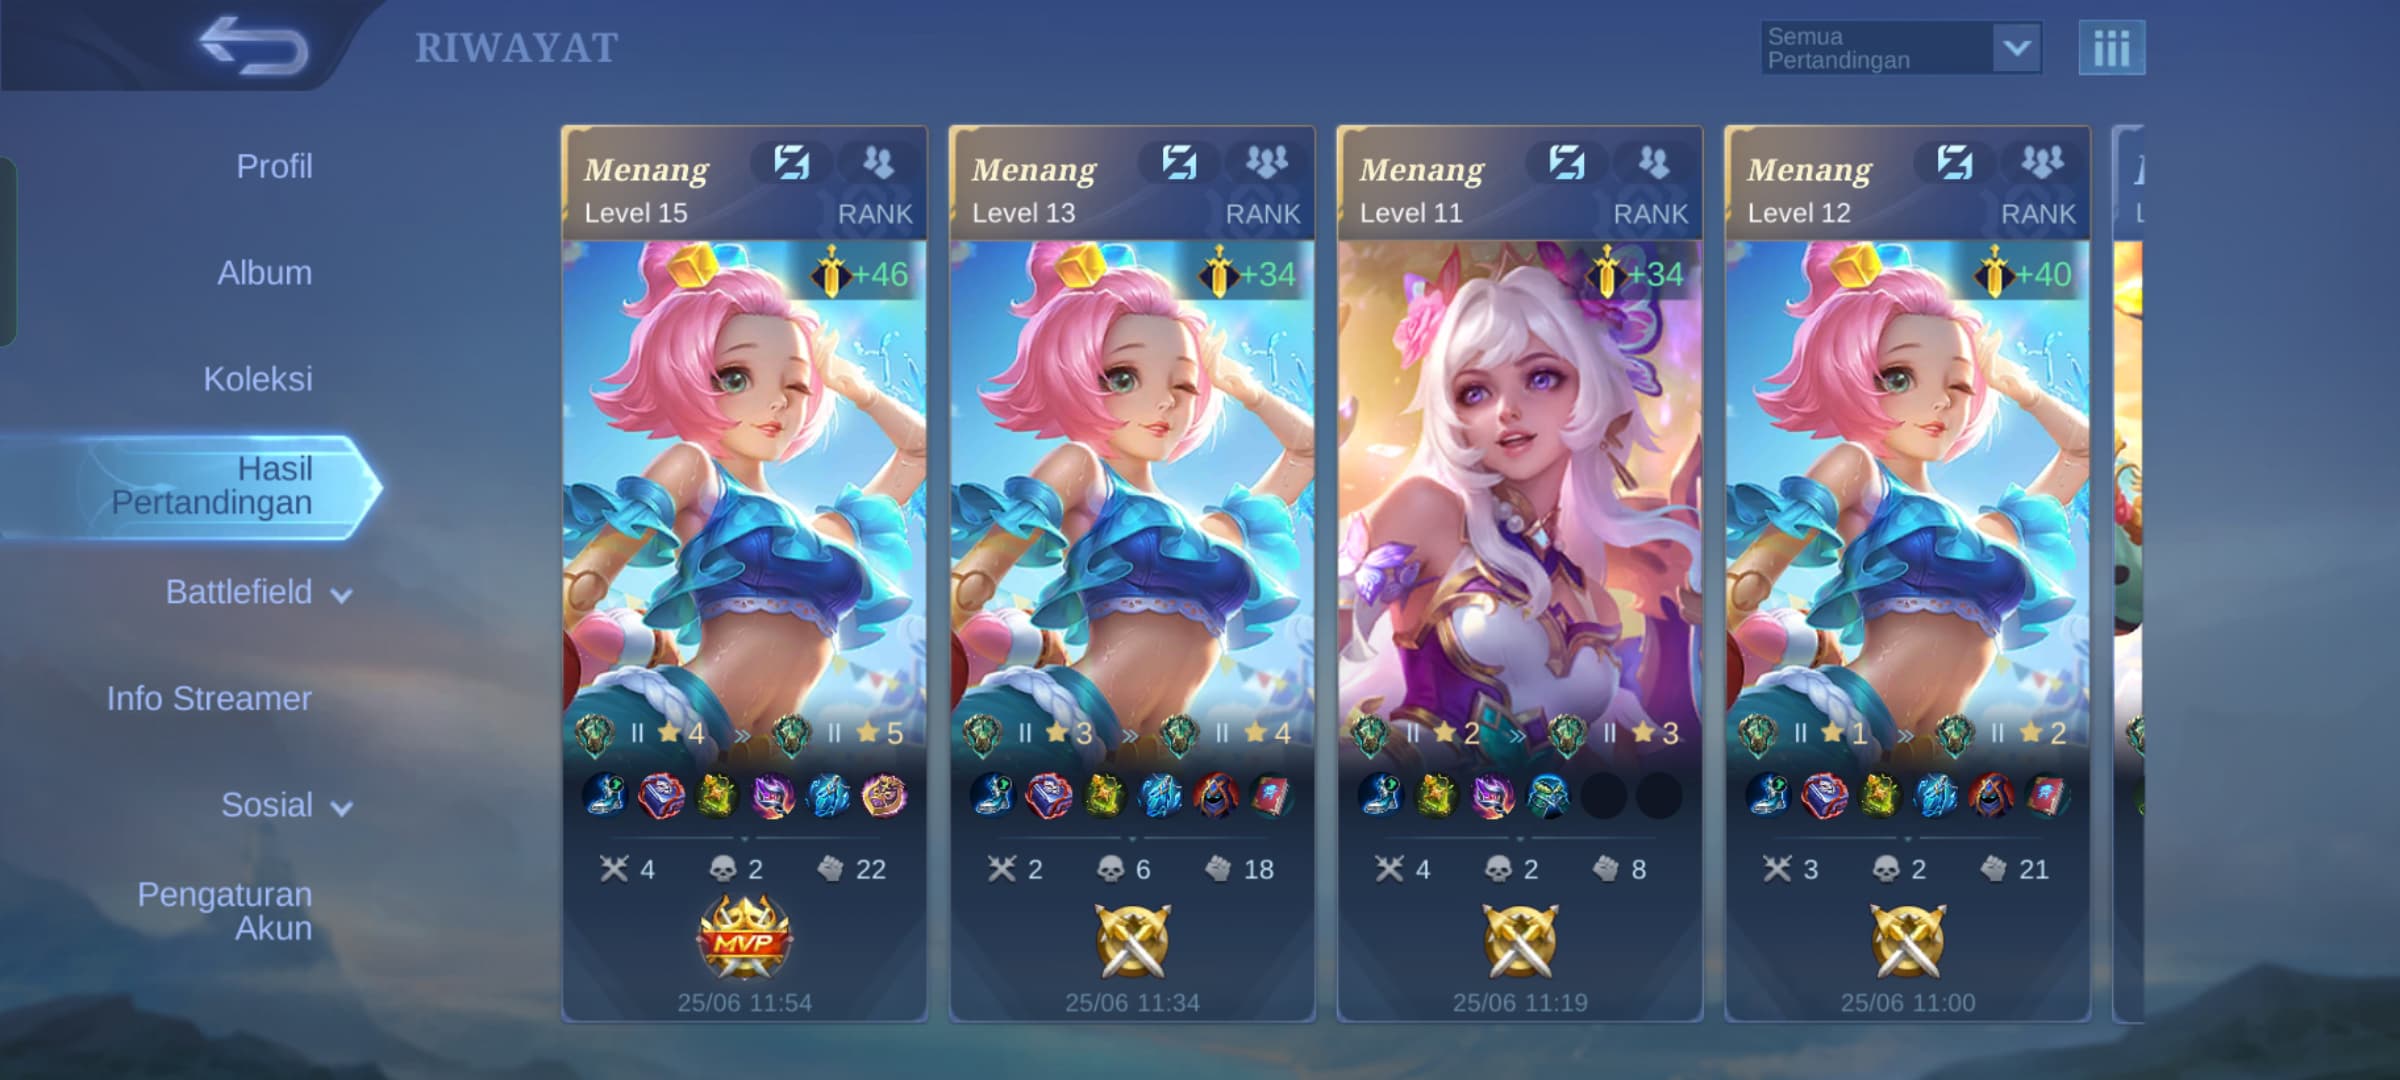 RIWAYAT
Semua
Pertandingan
Profil
Album
Koleksi
Hasil
Pertandingan
Battlefield
Info Streamer
Sosial
Pengaturan
Akun
Menang
Level 15
RANK
+46
II 4 » II 5
4 2 22
MVP
25/06 11:54
Menang
Level 13
RANK
+34
II 3 » II 4
2 6 18
25/06 11:34
Menang
Level 11
RANK
+34
II 2 » II 3
4 2 8
25/06 11:19
Menang
Level 12
RANK
+40
II 1 » II 2
3 2 21
25/06 11:00